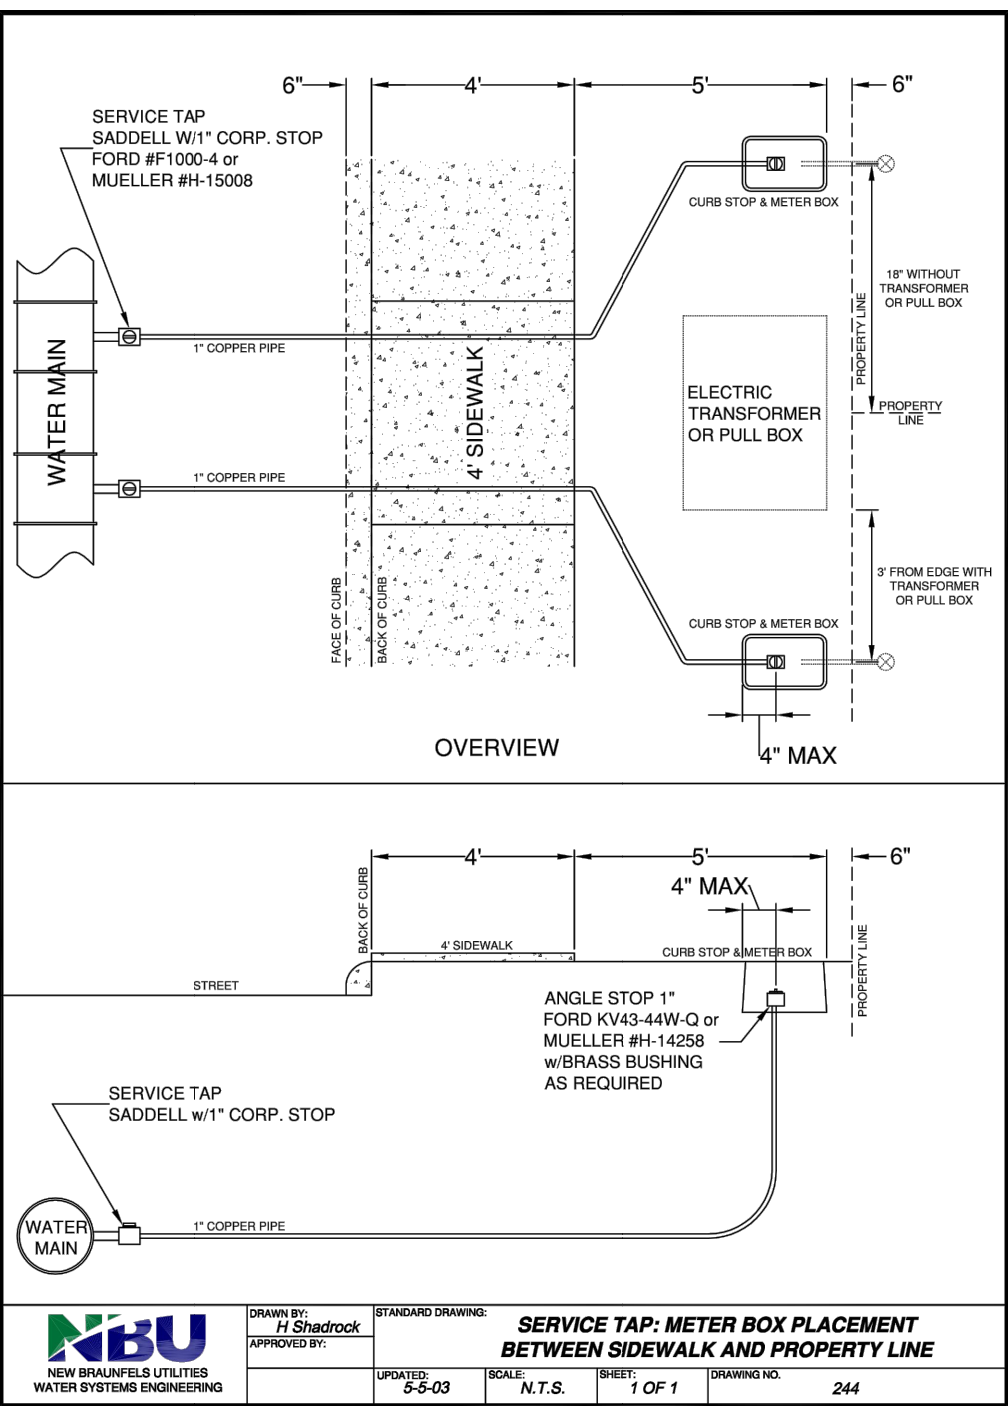 6"
4'
5'
6"
SERVICE TAP
SADDELL W/1" CORP. STOP
FORD #F1000-4 or
MUELLER #H-15008
CURB STOP & METER BOX
18" WITHOUT
TRANSFORMER
OR PULL BOX
PROPERTY LINE
1" COPPER PIPE
WATER MAIN
4' SIDEWALK
ELECTRIC
TRANSFORMER
OR PULL BOX
PROPERTY
LINE
1" COPPER PIPE
3' FROM EDGE WITH
TRANSFORMER
OR PULL BOX
FACE OF CURB
BACK OF CURB
CURB STOP & METER BOX
OVERVIEW
4" MAX
4'
5'
6"
4" MAX
BACK OF CURB
4' SIDEWALK
CURB STOP & METER BOX
PROPERTY LINE
STREET
ANGLE STOP 1"
FORD KV43-44W-Q or
MUELLER #H-14258
w/BRASS BUSHING
AS REQUIRED
SERVICE TAP
SADDELL w/1" CORP. STOP
WATER
MAIN
1" COPPER PIPE
NBU
NEW BRAUNFELS UTILITIES
WATER SYSTEMS ENGINEERING
DRAWN BY:
H Shadrock
APPROVED BY:
STANDARD DRAWING:
SERVICE TAP: METER BOX PLACEMENT
BETWEEN SIDEWALK AND PROPERTY LINE
UPDATED:
5-5-03
SCALE:
N.T.S.
SHEET:
1 OF 1
DRAWING NO.
244